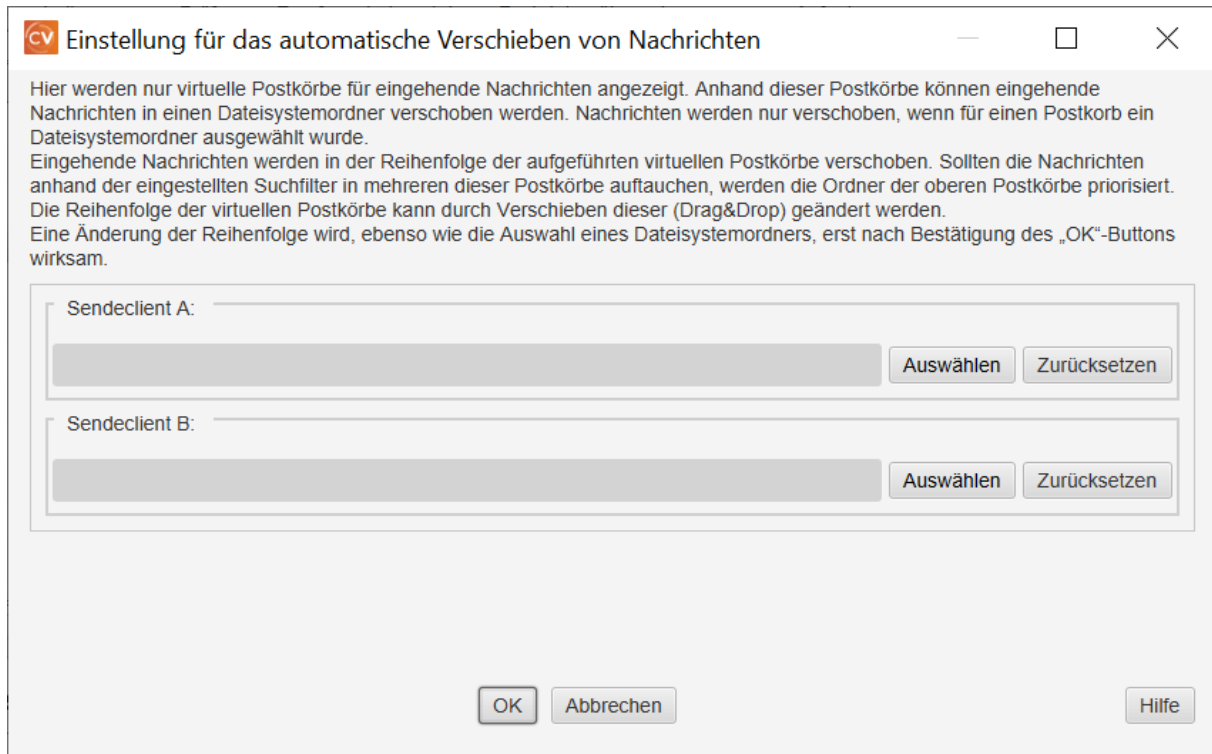 CV Einstellung für das automatische Verschieben von Nachrichten
Hier werden nur virtuelle Postkörbe für eingehende Nachrichten angezeigt. Anhand dieser Postkörbe können eingehende
Nachrichten in einen Dateisystemordner verschoben werden. Nachrichten werden nur verschoben, wenn für einen Postkorb ein
Dateisystemordner ausgewählt wurde.
Eingehende Nachrichten werden in der Reihenfolge der aufgeführten virtuellen Postkörbe verschoben. Sollten die Nachrichten
anhand der eingestellten Suchfilter in mehreren dieser Postkörbe auftauchen, werden die Ordner der oberen Postkörbe priorisiert.
Die Reihenfolge der virtuellen Postkörbe kann durch Verschieben dieser (Drag&Drop) geändert werden.
Eine Änderung der Reihenfolge wird, ebenso wie die Auswahl eines Dateisystemordners, erst nach Bestätigung des „OK“-Buttons
wirksam.
Sendeclient A:
Auswählen Zurücksetzen
Sendeclient B:
Auswählen Zurücksetzen
OK Abbrechen Hilfe